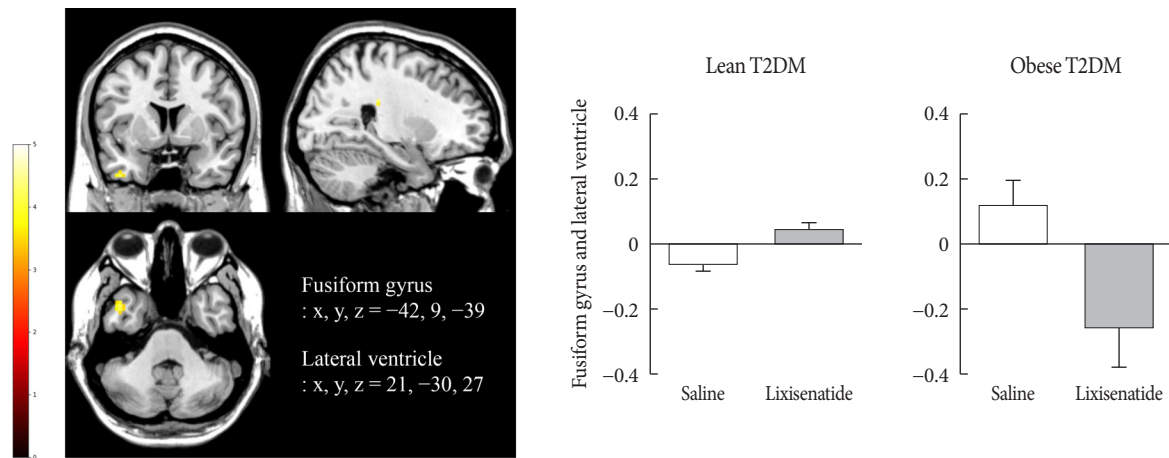 5
4
3
2
1
0
Fusiform gyrus
: x, y, z = −42, 9, −39
Lateral ventricle
: x, y, z = 21, −30, 27
Fusiform gyrus and lateral ventricle
Lean T2DM
0.4
0.2
0
−0.2
−0.4
Saline
Lixisenatide
Obese T2DM
0.4
0.2
0
−0.2
−0.4
Saline
Lixisenatide